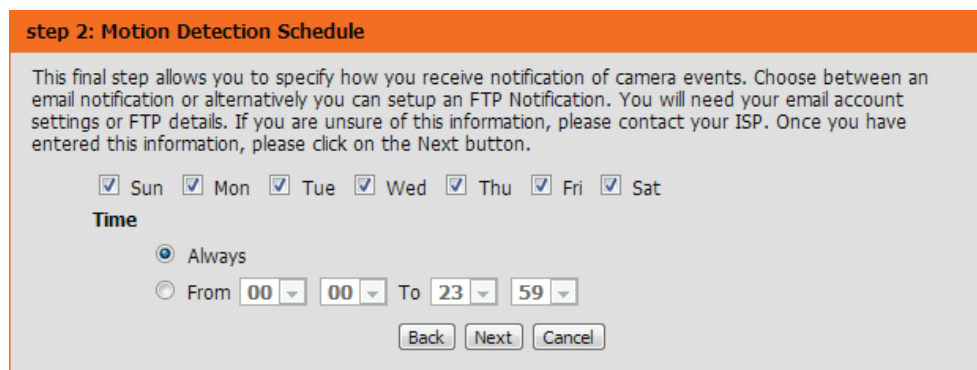 step 2: Motion Detection Schedule
This final step allows you to specify how you receive notification of camera events. Choose between an
email notification or alternatively you can setup an FTP Notification. You will need your email account
settings or FTP details. If you are unsure of this information, please contact your ISP. Once you have
entered this information, please click on the Next button.
Sun Mon Tue Wed Thu Fri Sat
Time
Always
From 00 00 To 23 59
Back Next Cancel